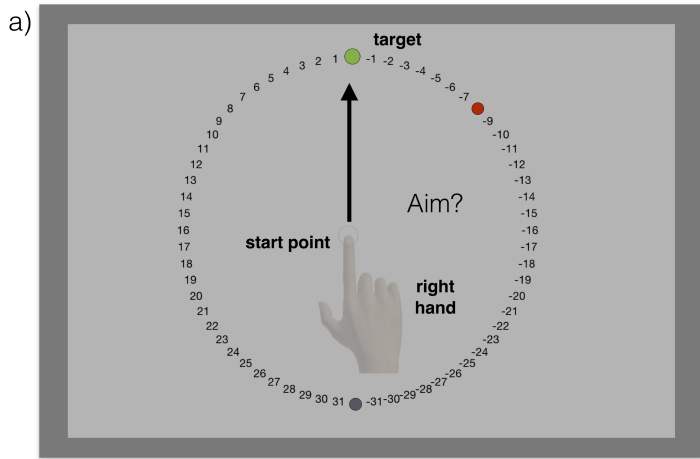 a)
target
1 -1 -2 -3 -4 -5 -6 -7
-9 -10 -11 -12 -13 -14 -15 -16 -17 -18 -19 -20 -21 -22 -23 -24 -25 -26 -27 -28 -29 -30 -31
31 30 29 28 27 26 25 24 23 22 21 20 19 18 17 16 15 14 13 12 11 10 9 8 7 6 5 4 3 2
Aim?
start point
right
hand